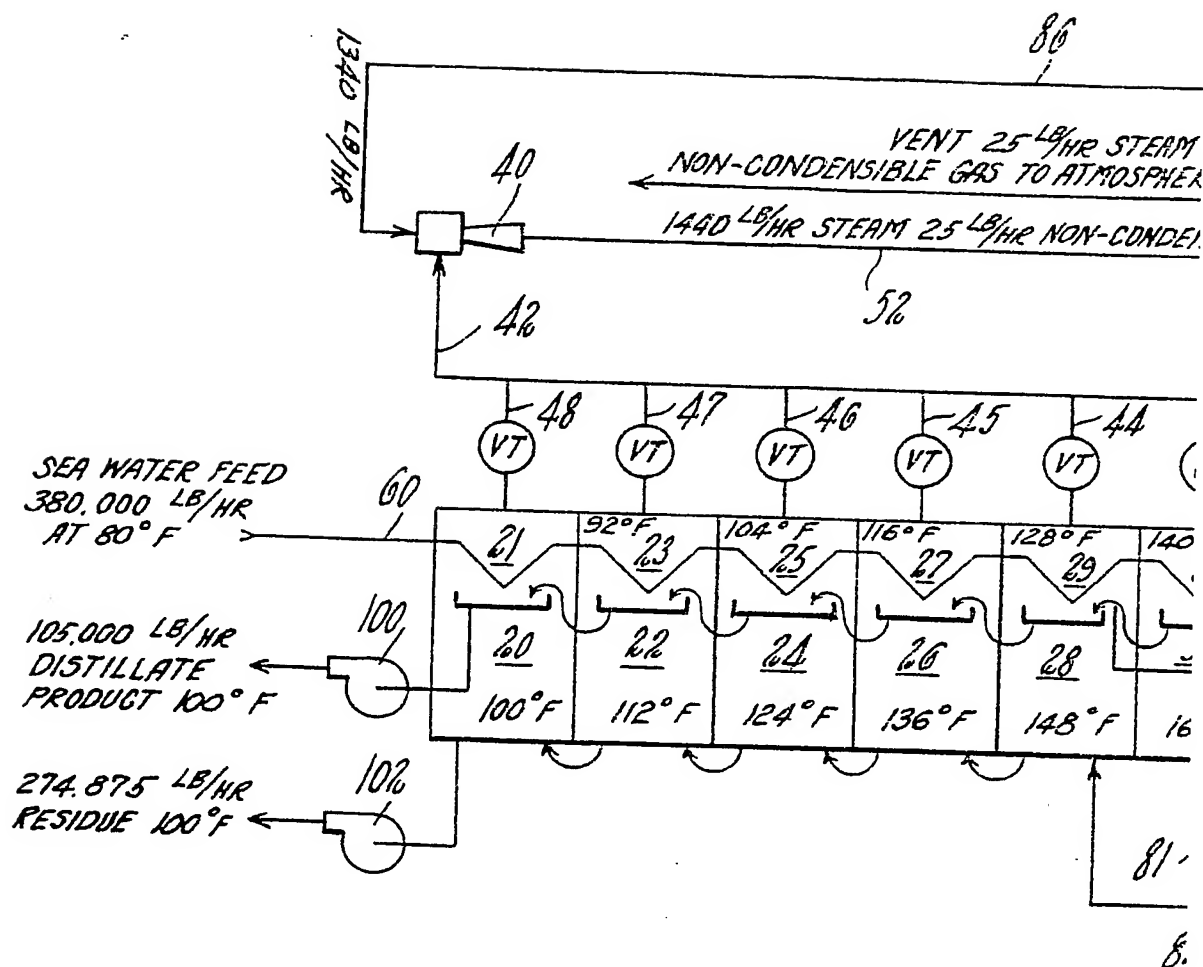 86
1340 LB/HR
VENT 25 LB/HR STEAM
NON-CONDENSIBLE GAS TO ATMOSPHER
40
1440 LB/HR STEAM 25 LB/HR NON-CONDEN
52
42
48
47
46
45
44
VT
VT
VT
VT
VT
SEA WATER FEED
380.000 LB/HR
AT 80°F
60
92°F
104°F
116°F
128°F
140
21
23
25
27
29
105.000 LB/HR
DISTILLATE
PRODUCT 100°F
100
20
22
24
26
28
100°F
112°F
124°F
136°F
148°F
16
274.875 LB/HR
RESIDUE 100°F
102
81
8